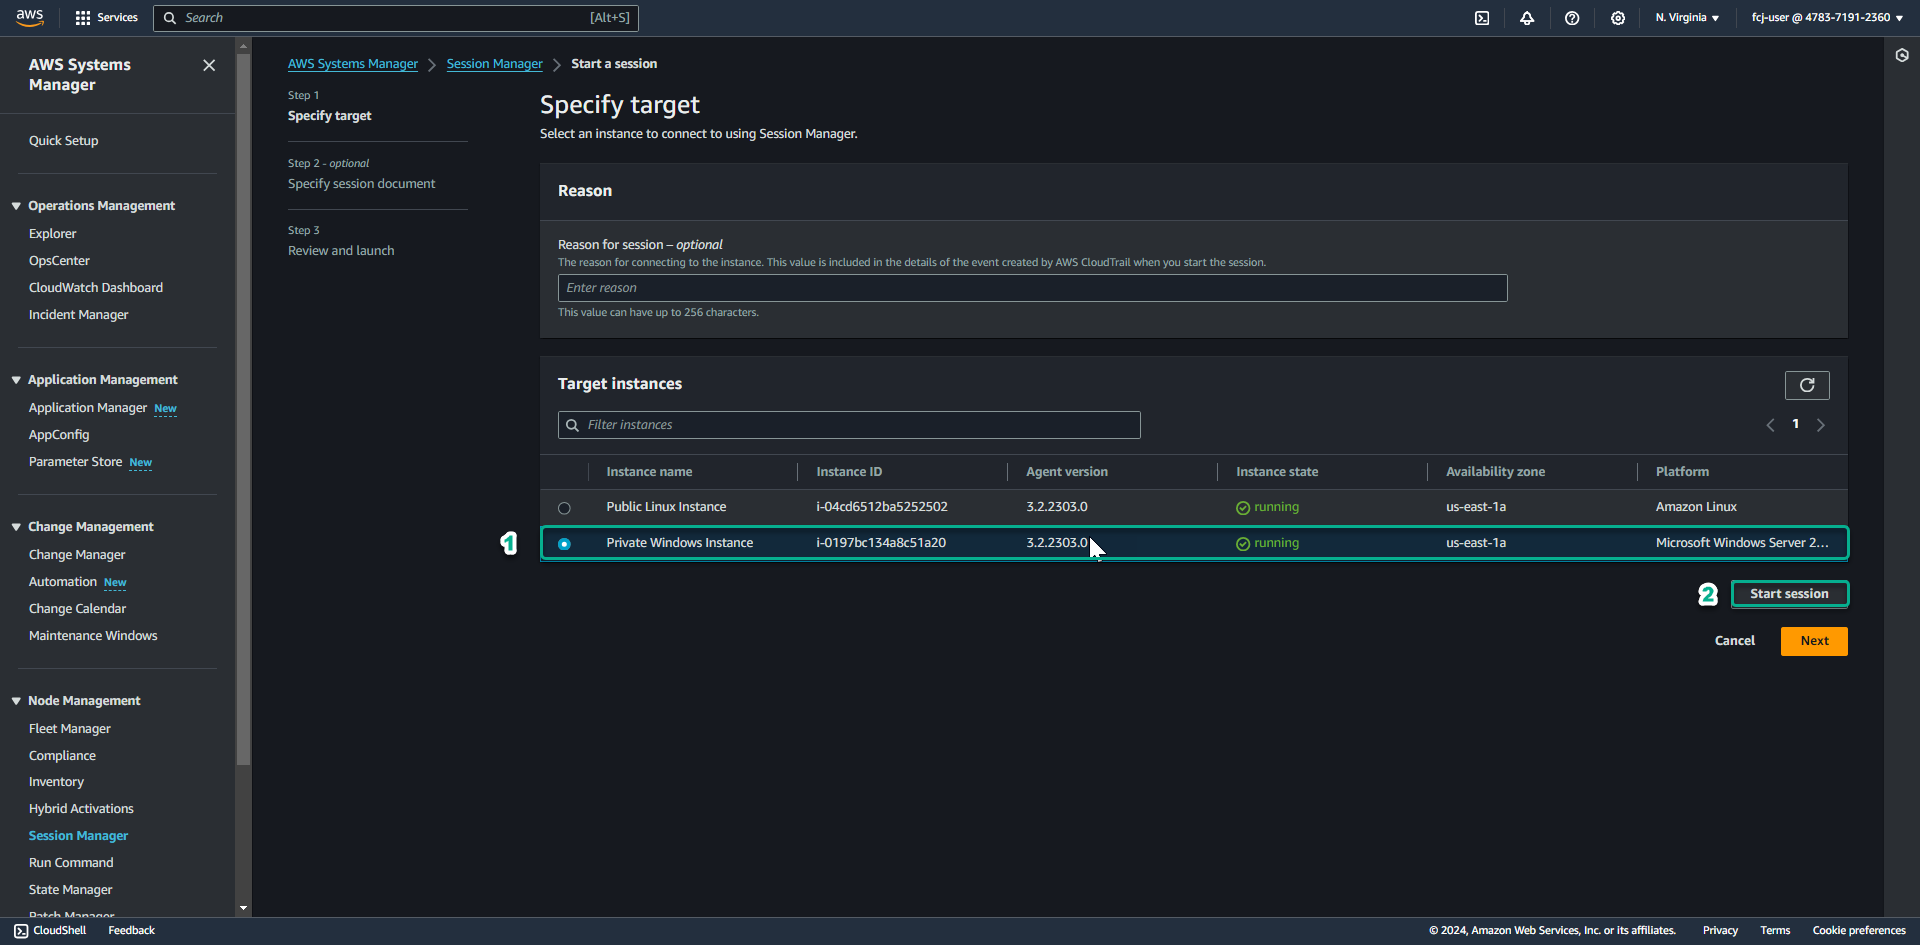 aws
Services
Search
[Alt+S]
N. Virginia
fcj-user @ 4783-7191-2360
AWS Systems
Manager
Quick Setup
Operations Management
Explorer
OpsCenter
CloudWatch Dashboard
Incident Manager
Application Management
Application Manager New
AppConfig
Parameter Store New
Change Management
Change Manager
Automation New
Change Calendar
Maintenance Windows
Node Management
Fleet Manager
Compliance
Inventory
Hybrid Activations
Session Manager
Run Command
State Manager
Patch Manager
AWS Systems Manager
Session Manager
Start a session
Step 1
Specify target
Step 2 - optional
Specify session document
Step 3
Review and launch
Specify target
Select an instance to connect to using Session Manager.
Reason
Reason for session – optional
The reason for connecting to the instance. This value is included in the details of the event created by AWS CloudTrail when you start the session.
Enter reason
This value can have up to 256 characters.
Target instances
Filter instances
1
Instance name Instance ID Agent version Instance state Availability zone Platform
Public Linux Instance i-04cd6512ba5252502 3.2.2303.0 running us-east-1a Amazon Linux
1 Private Windows Instance i-0197bc134a8c51a20 3.2.2303.0 running us-east-1a Microsoft Windows Server 2...
2 Start session
Cancel Next
CloudShell
Feedback
© 2024, Amazon Web Services, Inc. or its affiliates.
Privacy
Terms
Cookie preferences